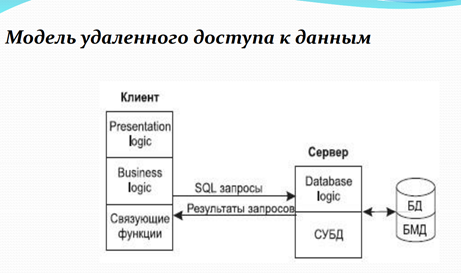 Модель удаленного доступа к данным
Клиент
Presentation
logic
Business
logic
Связующие
функции
SQL запросы
Результаты запросов
Сервер
Database
logic
СУБД
БД
БМД